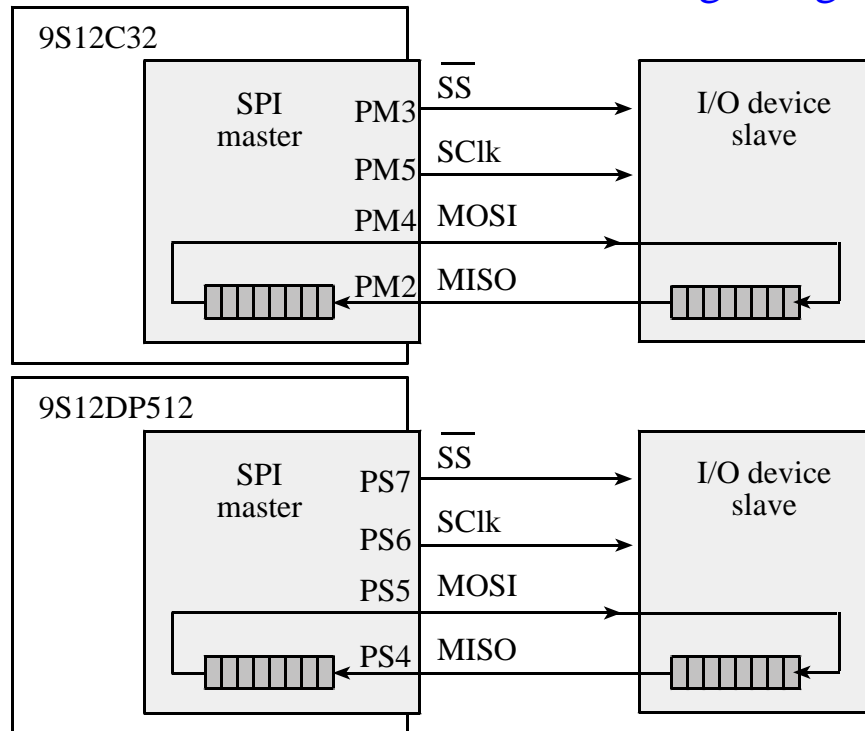 9S12C32
SPI
master
PM3
SS
PM5
SClk
PM4
MOSI
PM2
MISO
I/O device
slave
9S12DP512
SPI
master
PS7
SS
PS6
SClk
PS5
MOSI
PS4
MISO
I/O device
slave